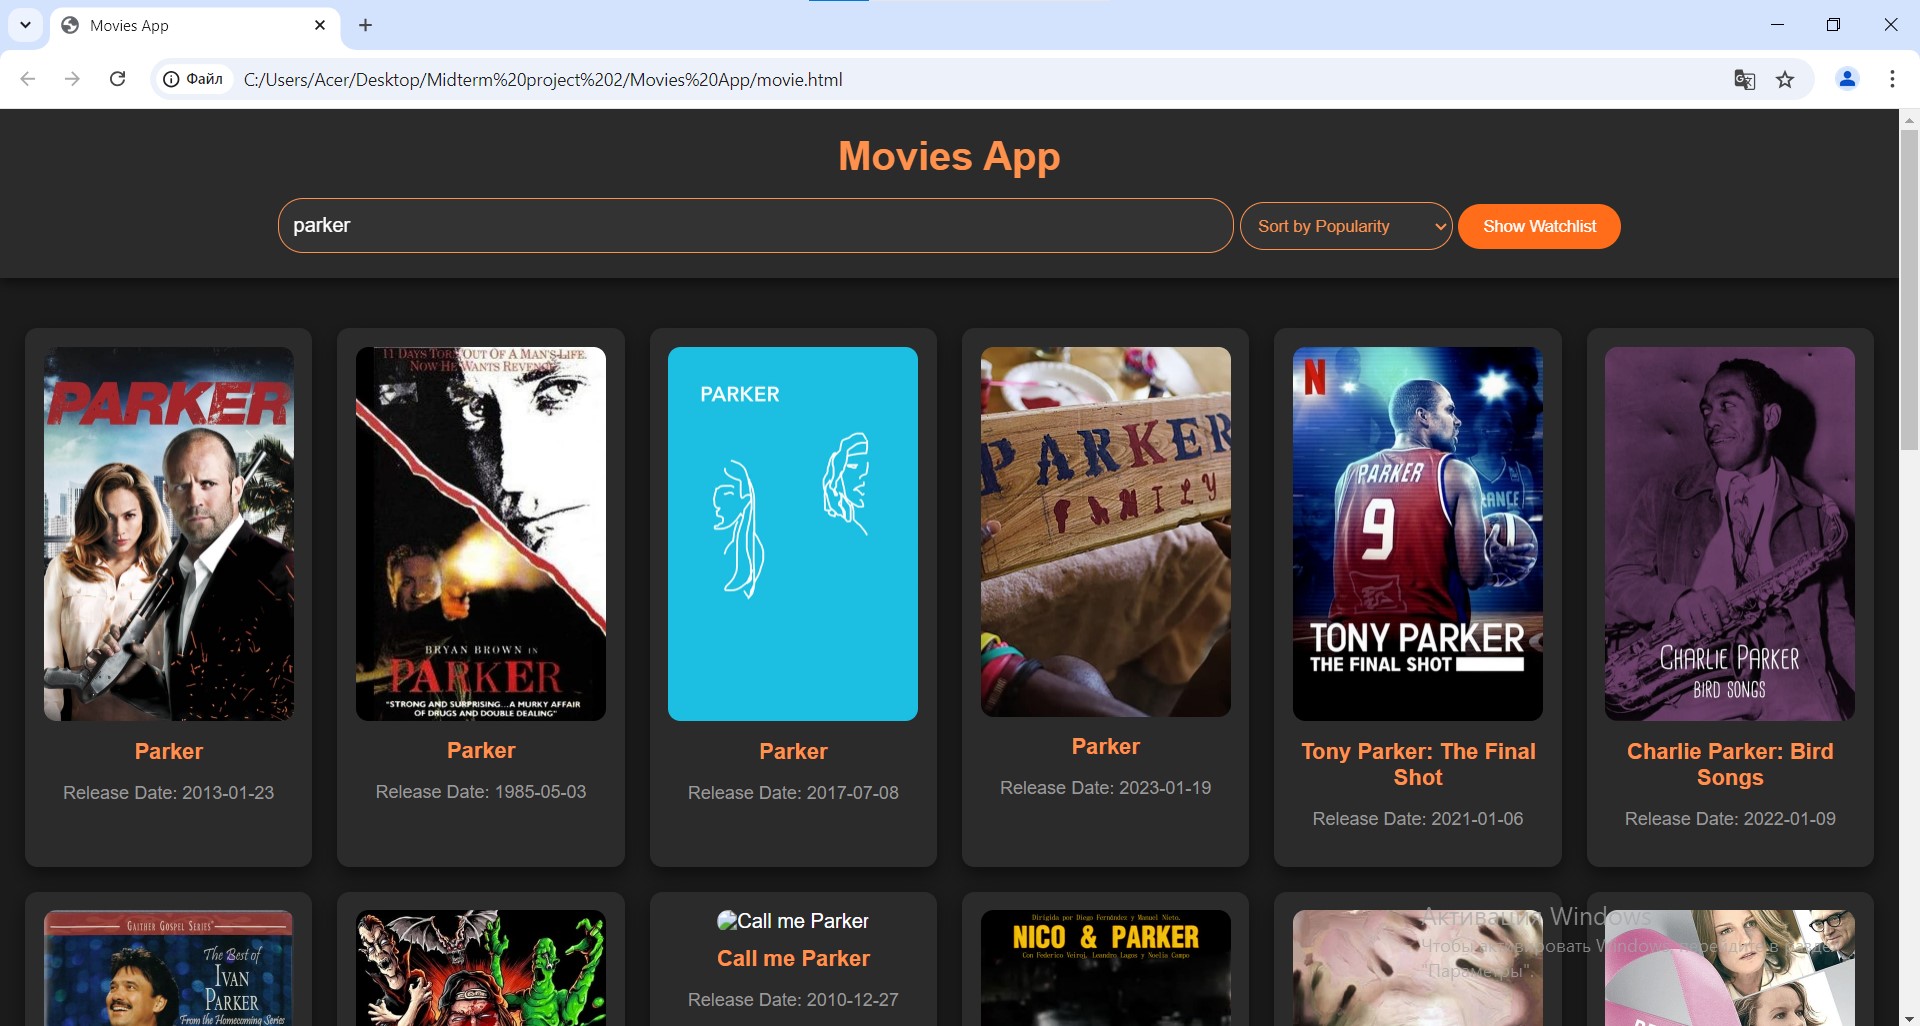 Movies App
Файл
C:/Users/Acer/Desktop/Midterm%20project%202/Movies%20App/movie.html
Movies App
parker
Sort by Popularity
Show Watchlist
PARKER
Parker
Release Date: 2013-01-23
11 DAYS TORN OUT OF A MAN'S LIFE.
NOW HE WANTS REVENGE
BRYAN BROWN IN
PARKER
"STRONG AND SURPRISING...A MURKY AFFAIR
OF DRUGS AND DOUBLE DEALING"
Parker
Release Date: 1985-05-03
PARKER
Parker
Release Date: 2017-07-08
PARKER
FAMILY
Parker
Release Date: 2023-01-19
N
PARKER
9
TONY PARKER
THE FINAL SHOT
Tony Parker: The Final
Shot
Release Date: 2021-01-06
CHARLIE PARKER
BIRD SONGS
Charlie Parker: Bird
Songs
Release Date: 2022-01-09
GAITHER GOSPEL SERIES
The Best of
IVAN
PARKER
From the Homecoming Series
Call me Parker
Call me Parker
Release Date: 2010-12-27
Dirigida por Diego Fernández y Manuel Nieto.
NICO & PARKER
Con Federico Veiroj, Leandro Lagos y Noelia Campo
Активация Windows
Чтобы активировать Windows, перейдите в раздел
"Параметры".